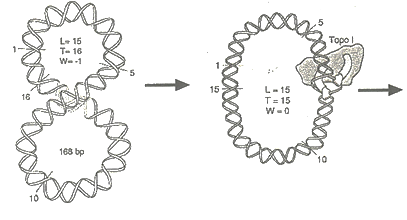 L= 15
T= 16
W= -1
1
5
16
168 bp
10
5
Topo I
1
15
L = 15
T = 15
W = 0
10